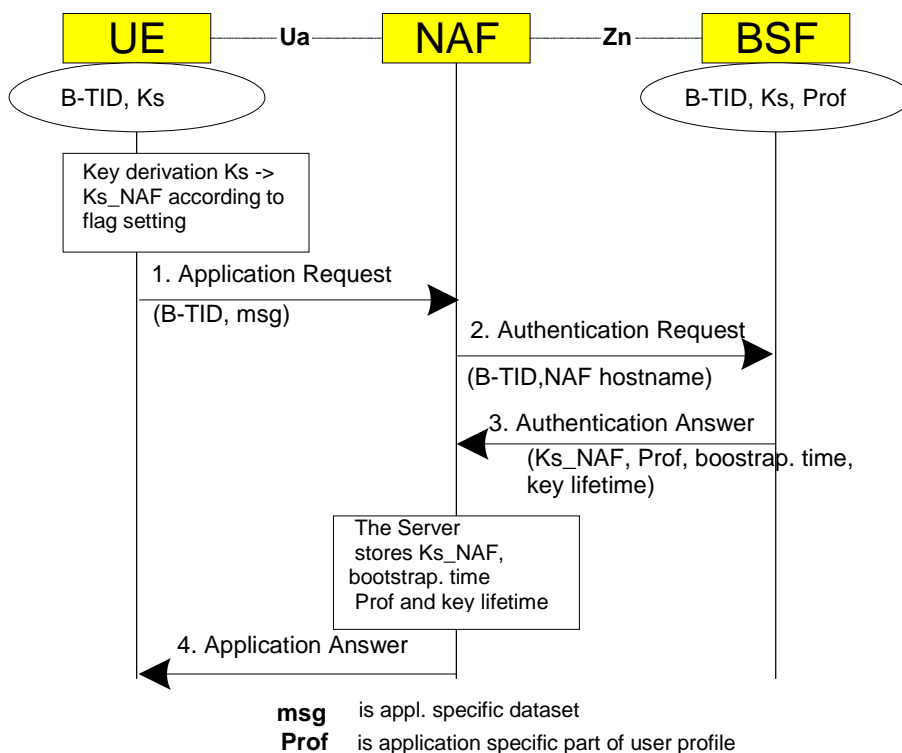 UE Ua NAF Zn BSF
B-TID, Ks
B-TID, Ks, Prof
Key derivation Ks ->
Ks_NAF according to
flag setting
1. Application Request
(B-TID, msg)
2. Authentication Request
(B-TID,NAF hostname)
3. Authentication Answer
(Ks_NAF, Prof, boostrap. time,
key lifetime)
The Server
stores Ks_NAF,
bootstrap. time
Prof and key lifetime
4. Application Answer
msg is appl. specific dataset
Prof is application specific part of user profile